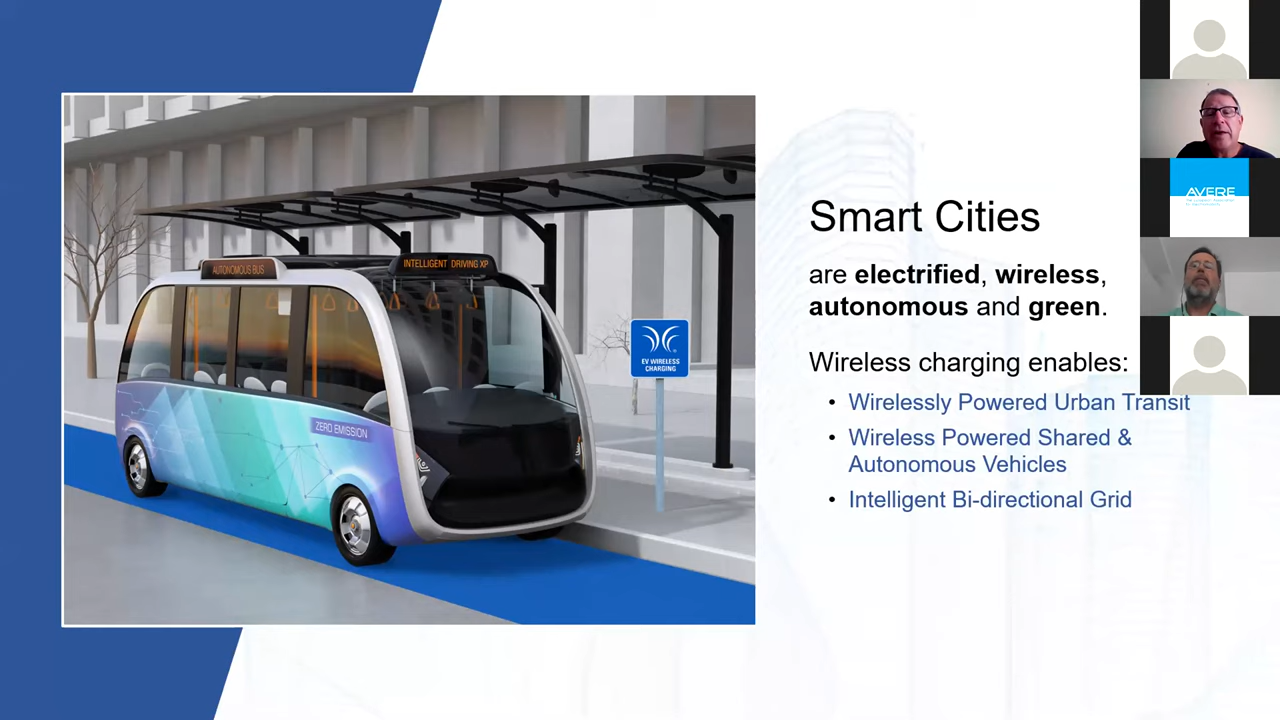 AUTONOMOUS BUS
INTELLIGENT DRIVING XP
ZERO EMISSION
EV WIRELESS
CHARGING
Smart Cities
are electrified, wireless,
autonomous and green.
Wireless charging enables:
• Wirelessly Powered Urban Transit
• Wireless Powered Shared &
Autonomous Vehicles
• Intelligent Bi-directional Grid
AVERE